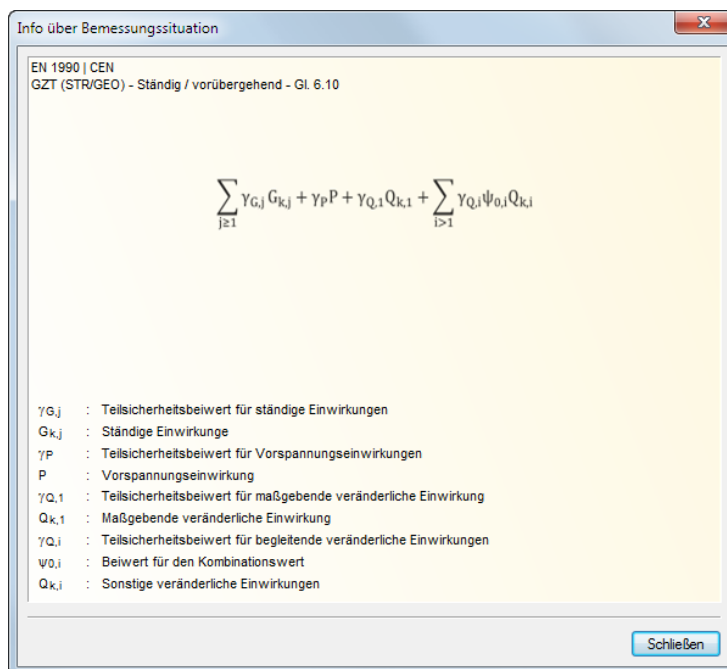 Info über Bemessungssituation
x
EN 1990 | CEN
GZT (STR/GEO) - Ständig / vorübergehend - Gl. 6.10
∑ γG,j Gk,j + γP P + γQ,1 Qk,1 + ∑ γQ,i ψ0,i Qk,i
j≥1 i>1
γG,j : Teilsicherheitsbeiwert für ständige Einwirkungen
Gk,j : Ständige Einwirkunge
γP : Teilsicherheitsbeiwert für Vorspannungseinwirkungen
P : Vorspannungseinwirkung
γQ,1 : Teilsicherheitsbeiwert für maßgebende veränderliche Einwirkung
Qk,1 : Maßgebende veränderliche Einwirkung
γQ,i : Teilsicherheitsbeiwert für begleitende veränderliche Einwirkungen
ψ0,i : Beiwert für den Kombinationswert
Qk,i : Sonstige veränderliche Einwirkungen
Schließen